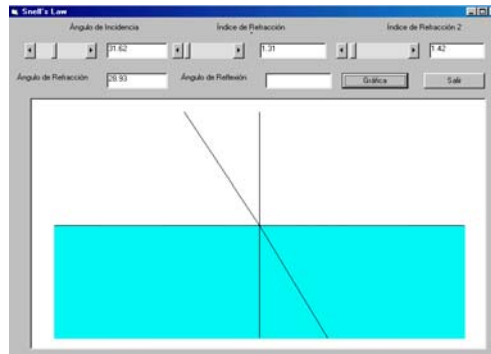 Snell's Law
Ángulo de Incidencia
Índice de Refracción
Índice de Refracción 2
31.62
1.31
1.42
Ángulo de Refracción
28.93
Ángulo de Reflexión
Gráfica
Salir